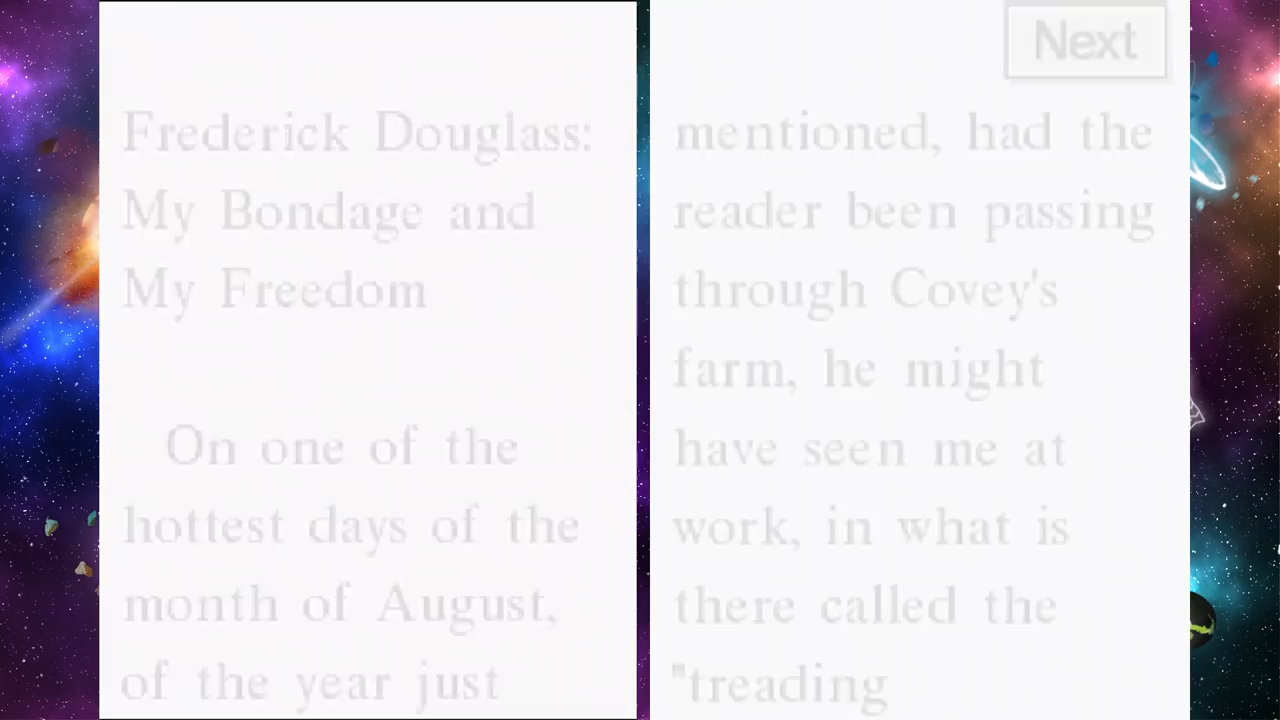 Frederick Douglass:
My Bondage and
My Freedom
On one of the
hottest days of the
month of August,
of the year just
Next
mentioned, had the
reader been passing
through Covey's
farm, he might
have seen me at
work, in what is
there called the
"treading